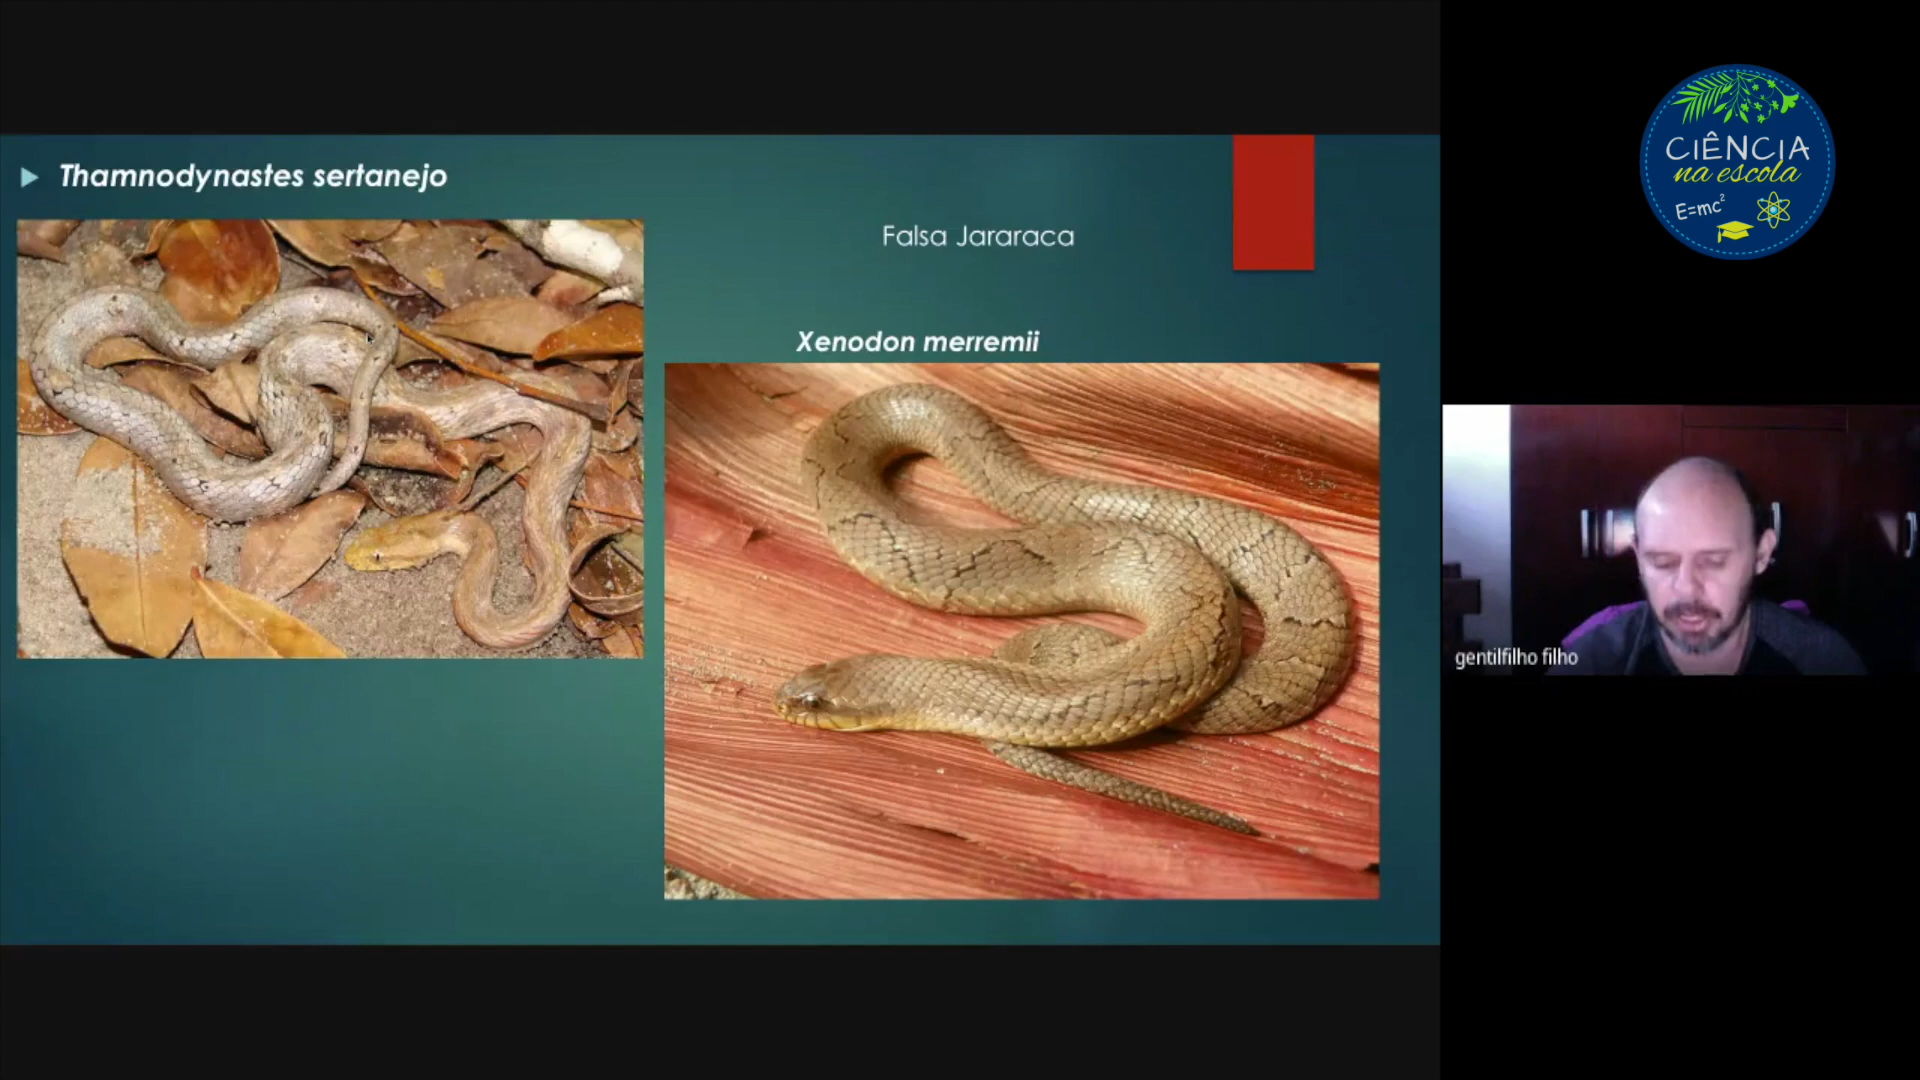 Thamnodynastes sertanejo
Falsa Jararaca
Xenodon merremii
CIÊNCIA
na escola
E=mc²
gentilfilho filho